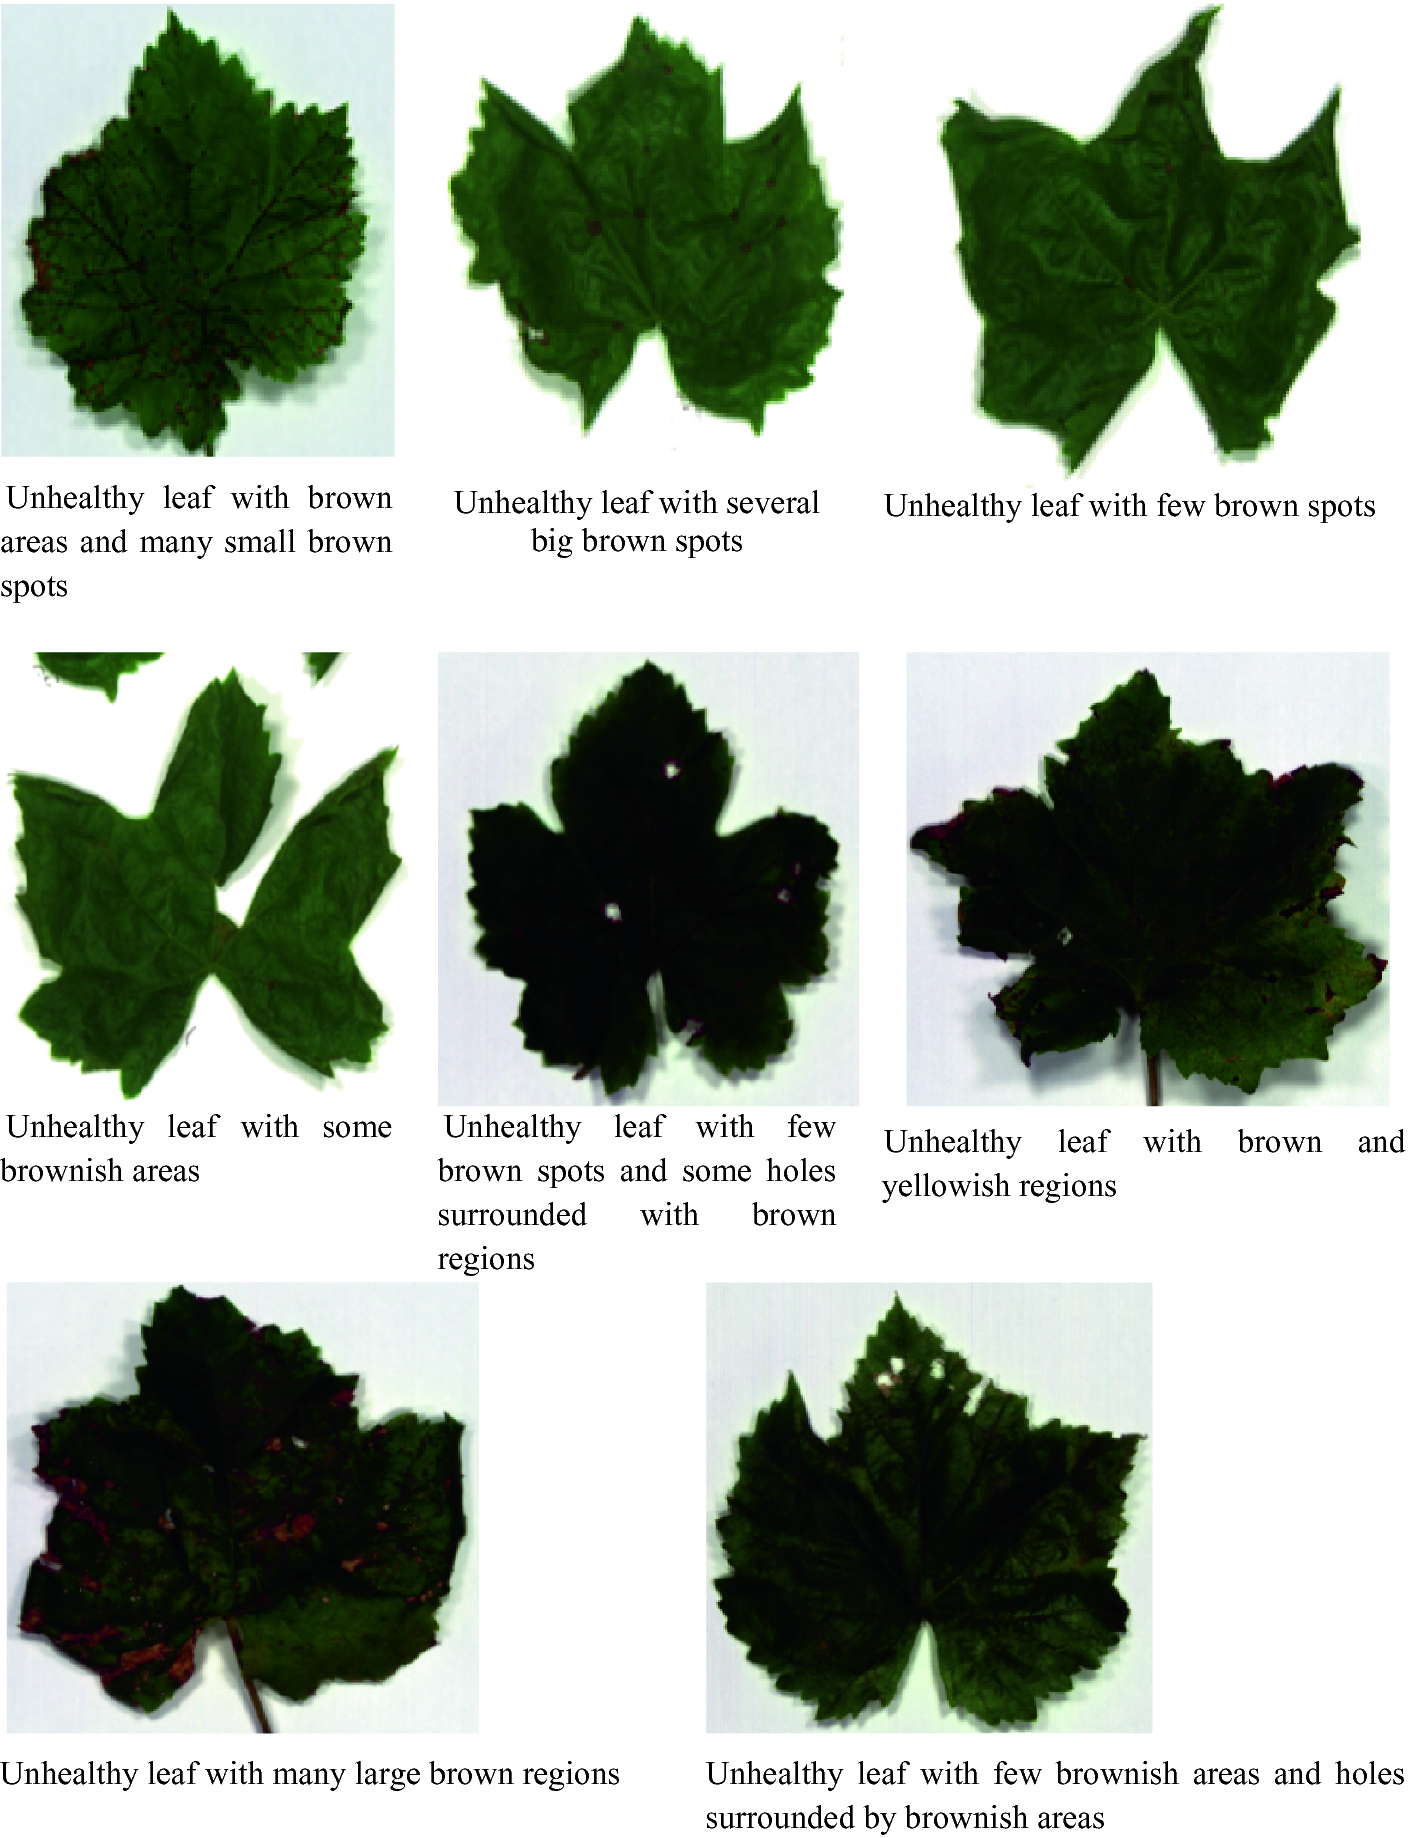 Unhealthy leaf with brown
areas and many small brown
spots
Unhealthy leaf with several
big brown spots
Unhealthy leaf with few brown spots
Unhealthy leaf with some
brownish areas
Unhealthy leaf with few
brown spots and some holes
surrounded with brown
regions
Unhealthy leaf with brown and
yellowish regions
Unhealthy leaf with many large brown regions
Unhealthy leaf with few brownish areas and holes
surrounded by brownish areas